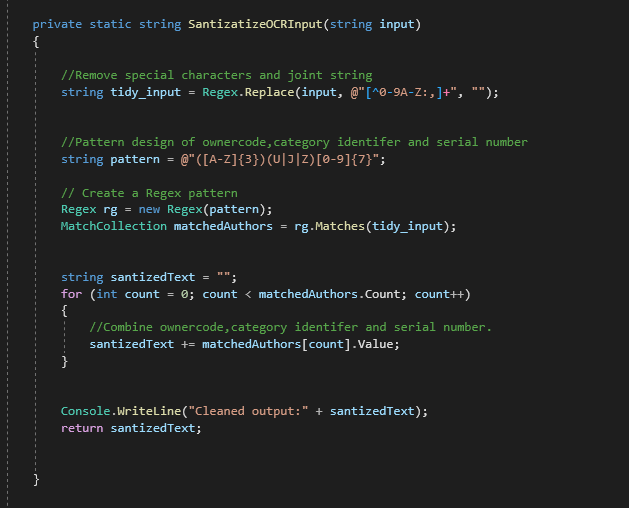 private static string SantizatizeOCRInput(string input)
{
//Remove special characters and joint string
string tidy_input = Regex.Replace(input, @"[^0-9A-Z:,]+", "");
//Pattern design of ownercode,category identifer and serial number
string pattern = @"([A-Z]{3})(U|J|Z)[0-9]{7}";
// Create a Regex pattern
Regex rg = new Regex(pattern);
MatchCollection matchedAuthors = rg.Matches(tidy_input);
string santizedText = "";
for (int count = 0; count < matchedAuthors.Count; count++)
{
//Combine ownercode,category identifer and serial number.
santizedText += matchedAuthors[count].Value;
}
Console.WriteLine("Cleaned output:" + santizedText);
return santizedText;
}